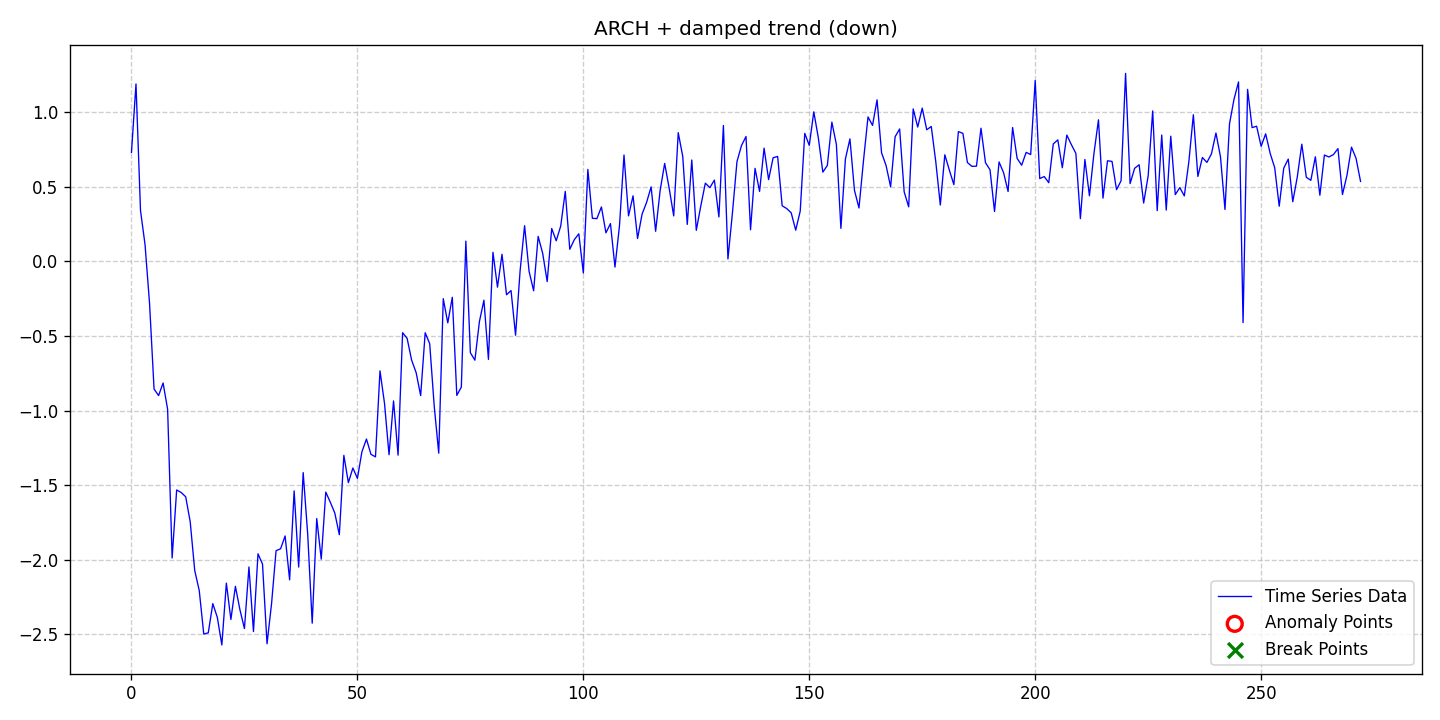 ARCH + damped trend (down)
1.0
0.5
0.0
−0.5
−1.0
−1.5
−2.0
−2.5
0 50 100 150 200 250
Time Series Data
Anomaly Points
Break Points